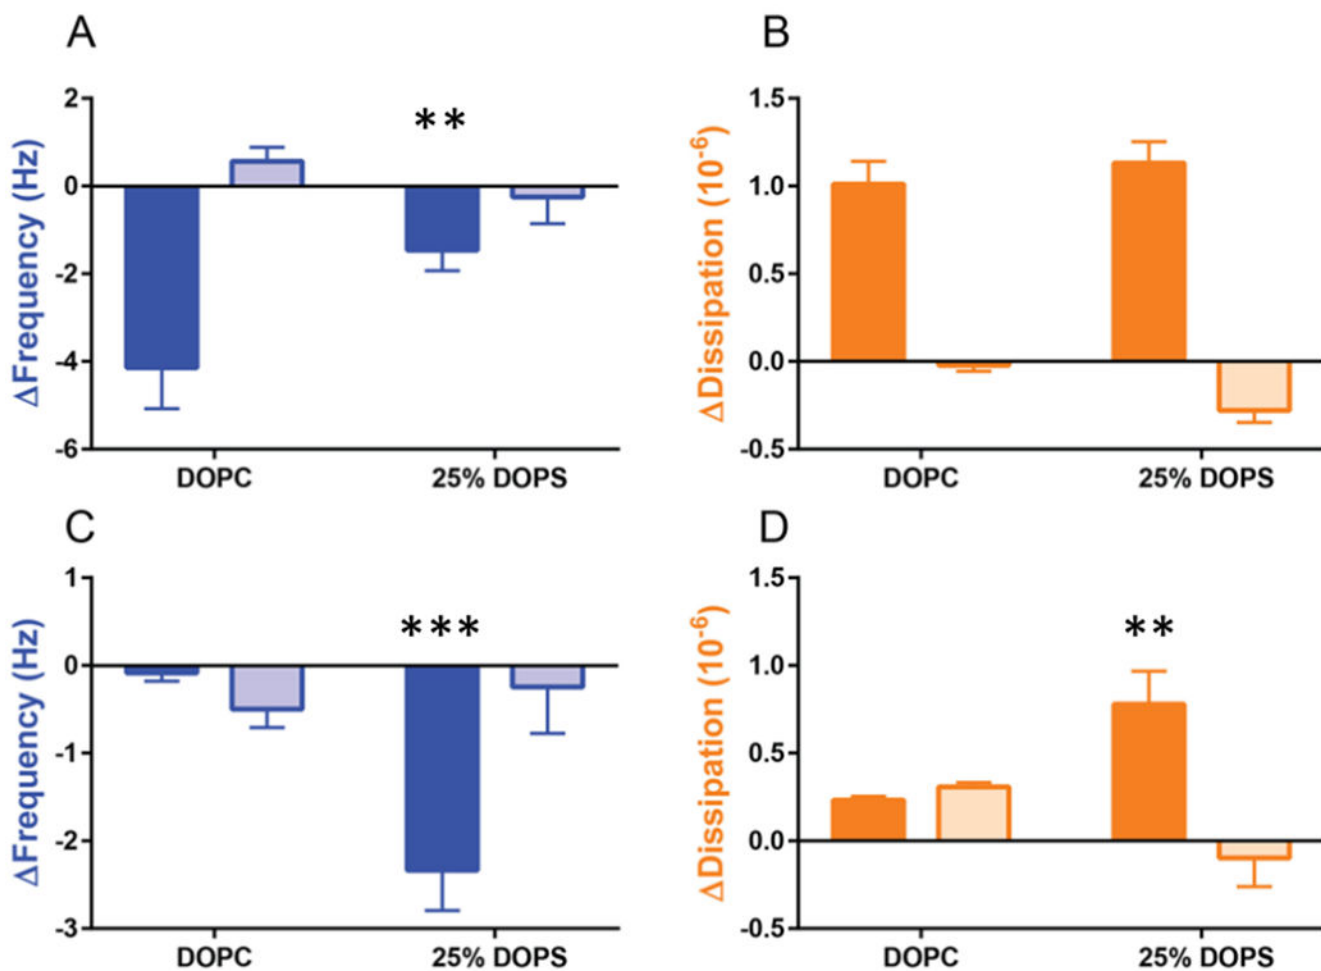 A
ΔFrequency (Hz)
2
0
-2
-4
-6
**
DOPC
25% DOPS
B
ΔDissipation (10⁻⁶)
1.5
1.0
0.5
0.0
-0.5
DOPC
25% DOPS
C
ΔFrequency (Hz)
1
0
-1
-2
-3
***
DOPC
25% DOPS
D
ΔDissipation (10⁻⁶)
1.5
1.0
0.5
0.0
-0.5
**
DOPC
25% DOPS